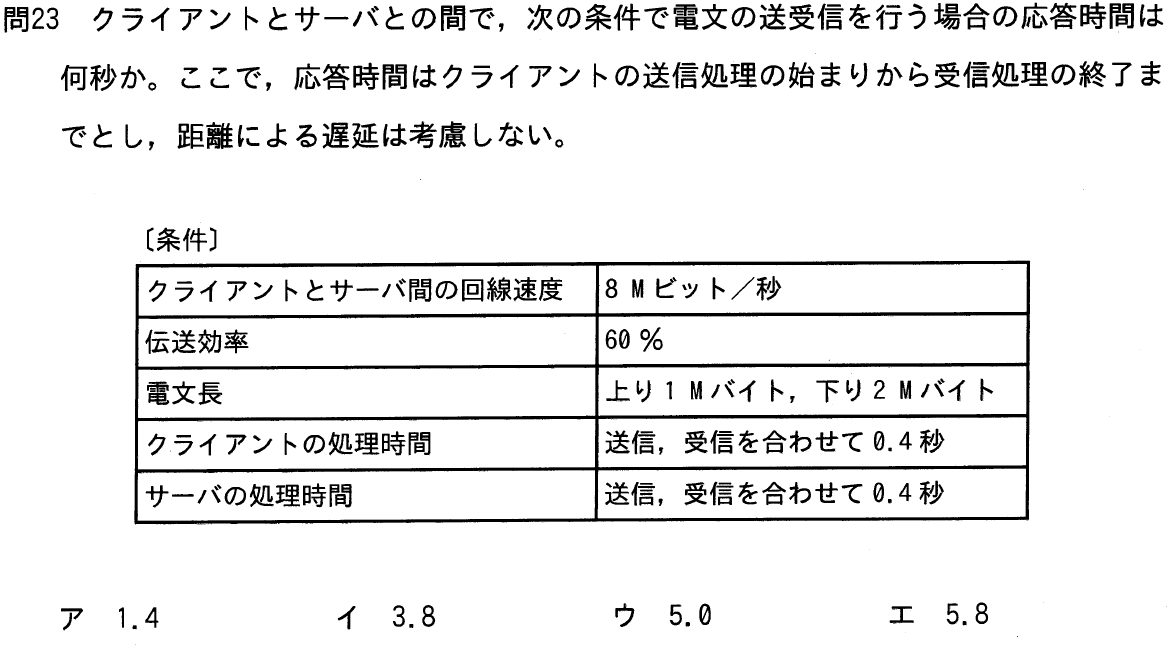 問23　クライアントとサーバとの間で，次の条件で電文の送受信を行う場合の応答時間は
何秒か。ここで，応答時間はクライアントの送信処理の始まりから受信処理の終了ま
でとし，距離による遅延は考慮しない。
〔条件〕
クライアントとサーバ間の回線速度　8 Mビット／秒
伝送効率　60 %
電文長　上り1 Mバイト，下り2 Mバイト
クライアントの処理時間　送信，受信を合わせて0.4秒
サーバの処理時間　送信，受信を合わせて0.4秒
ア　1.4　イ　3.8　ウ　5.0　エ　5.8